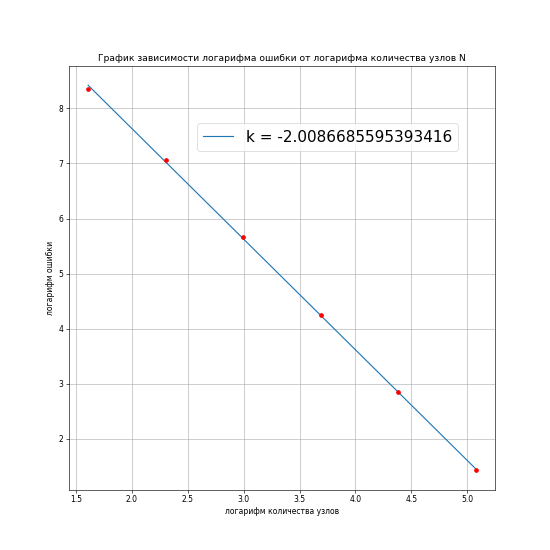 График зависимости логарифма ошибки от логарифма количества узлов N
k = -2.0086685595393416
8
7
6
5
4
3
2
логарифм ошибки
1.5 2.0 2.5 3.0 3.5 4.0 4.5 5.0
логарифм количества узлов